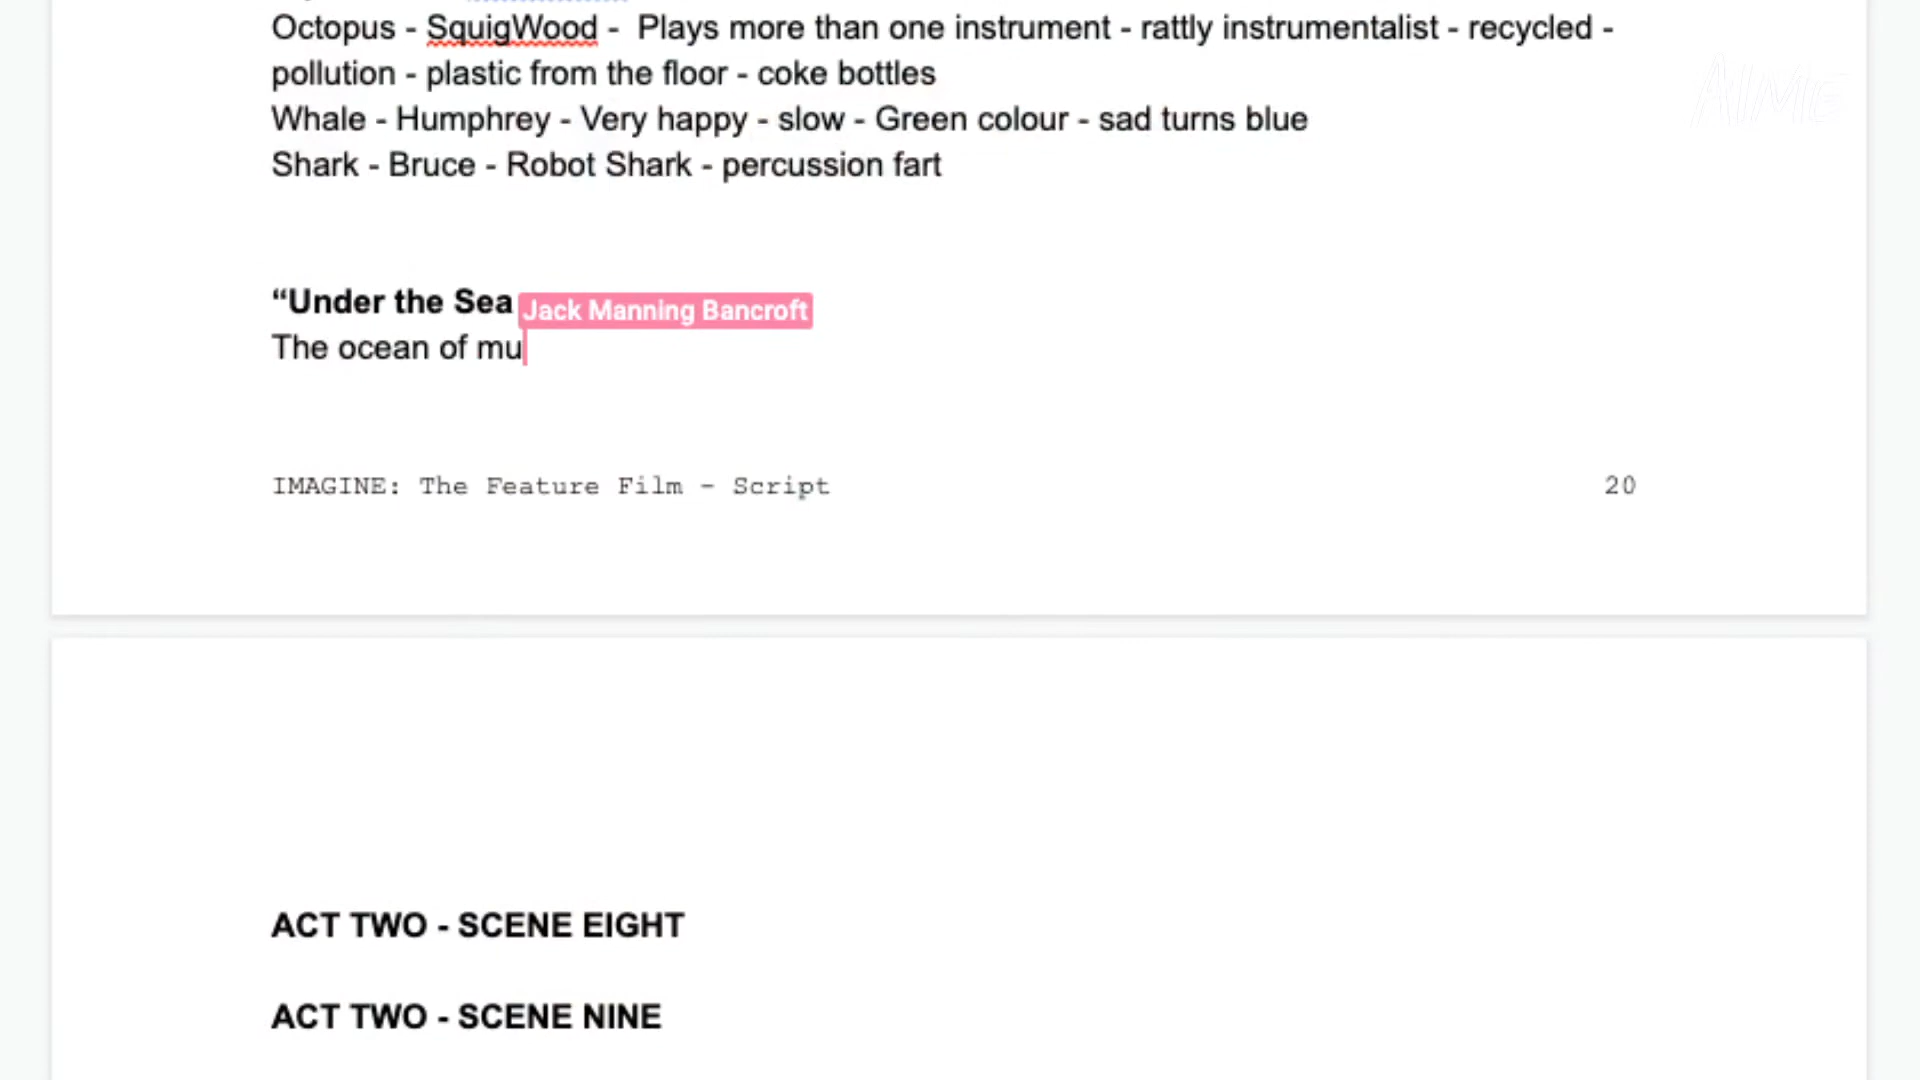 Octopus - SquigWood -  Plays more than one instrument - rattly instrumentalist - recycled -
pollution - plastic from the floor - coke bottles
Whale - Humphrey - Very happy - slow - Green colour - sad turns blue
Shark - Bruce - Robot Shark - percussion fart
“Under the Sea
Jack Manning Bancroft
The ocean of mu
IMAGINE: The Feature Film – Script 20
ACT TWO - SCENE EIGHT
ACT TWO - SCENE NINE
AIME